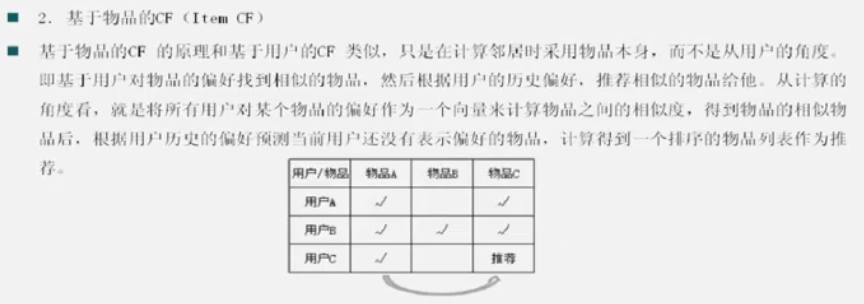 2. 基于物品的CF（Item CF）
基于物品的CF 的原理和基于用户的CF 类似，只是在计算邻居时采用物品本身，而不是从用户的角度。
即基于用户对物品的偏好找到相似的物品，然后根据用户的历史偏好，推荐相似的物品给他。从计算的
角度看，就是将所有用户对某个物品的偏好作为一个向量来计算物品之间的相似度，得到物品的相似物
品后，根据用户历史的偏好预测当前用户还没有表示偏好的物品，计算得到一个排序的物品列表作为推
荐。
用户/物品 物品A 物品B 物品C
用户A √ √
用户B √ √ √
用户C √ 推荐